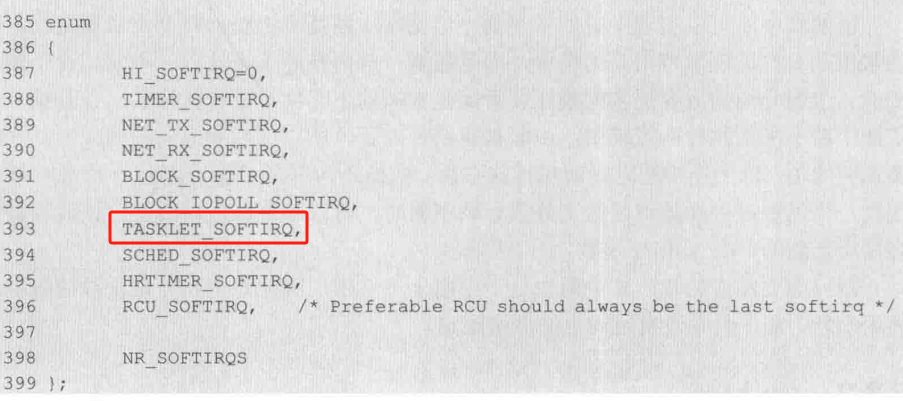 385 enum
386 {
387 HI_SOFTIRQ=0,
388 TIMER_SOFTIRQ,
389 NET_TX_SOFTIRQ,
390 NET_RX_SOFTIRQ,
391 BLOCK_SOFTIRQ,
392 BLOCK_IOPOLL_SOFTIRQ,
393 TASKLET_SOFTIRQ,
394 SCHED_SOFTIRQ,
395 HRTIMER_SOFTIRQ,
396 RCU_SOFTIRQ, /* Preferable RCU should always be the last softirq */
397
398 NR_SOFTIRQS
399 };